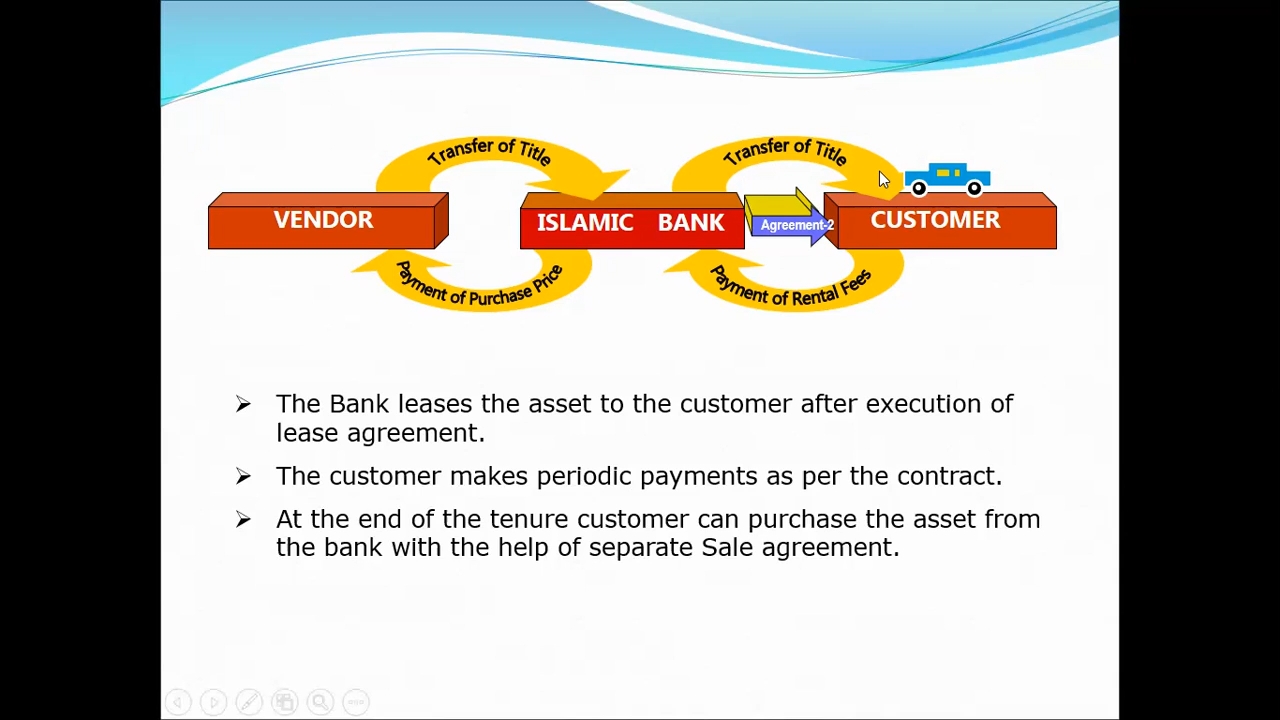 Transfer of Title
Transfer of Title
VENDOR
ISLAMIC BANK
Agreement-2
CUSTOMER
Payment of Purchase Price
Payment of Rental Fees
The Bank leases the asset to the customer after execution of
lease agreement.
The customer makes periodic payments as per the contract.
At the end of the tenure customer can purchase the asset from
the bank with the help of separate Sale agreement.